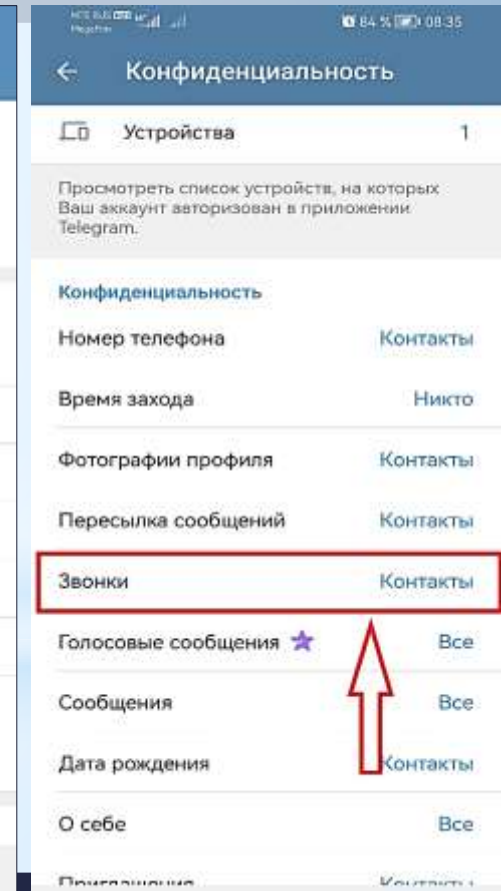 84 % 08:35
Конфиденциальность
Устройства 1
Просмотреть список устройств, на которых
Ваш аккаунт авторизован в приложении
Telegram.
Конфиденциальность
Номер телефона Контакты
Время захода Никто
Фотографии профиля Контакты
Пересылка сообщений Контакты
Звонки Контакты
Голосовые сообщения Все
Сообщения Все
Дата рождения Контакты
О себе Все
Приглашения Контакты